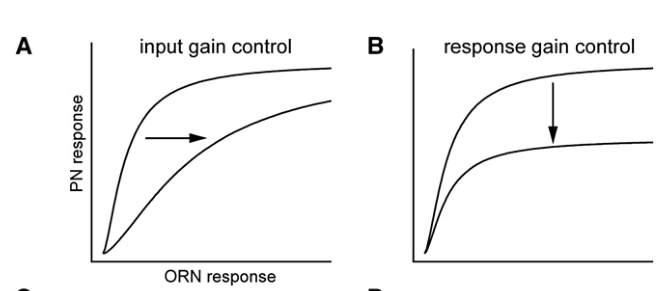 A
input gain control
B
response gain control
PN response
ORN response